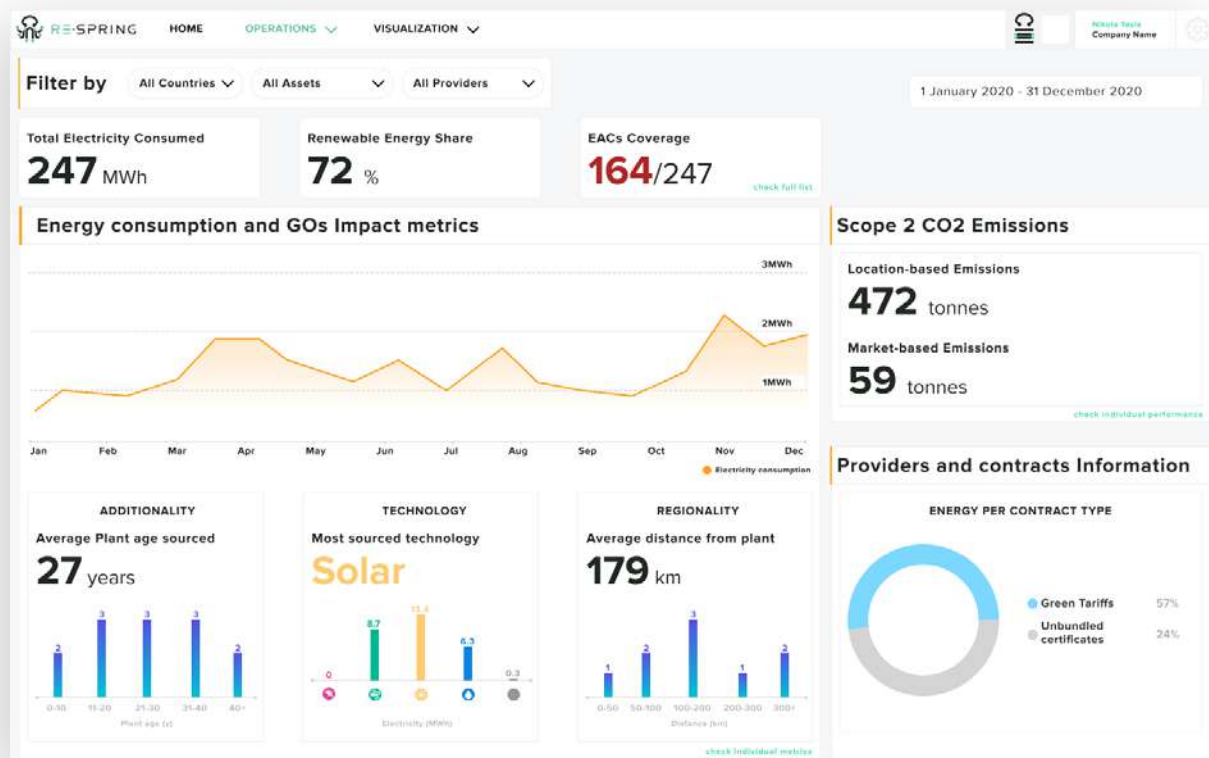 RE·SPRING
HOME
OPERATIONS
VISUALIZATION
Nikola Tesla
Company Name
Filter by
All Countries
All Assets
All Providers
1 January 2020 - 31 December 2020
Total Electricity Consumed
247 MWh
Renewable Energy Share
72 %
EACs Coverage
164/247
check full list
Energy consumption and GOs Impact metrics
3MWh
2MWh
1MWh
Jan Feb Mar Apr May Jun Jul Aug Sep Oct Nov Dec
Electricity consumption
Scope 2 CO2 Emissions
Location-based Emissions
472 tonnes
Market-based Emissions
59 tonnes
check individual performance
ADDITIONALITY
Average Plant age sourced
27 years
2 3 3 3 2
0-10 11-20 21-30 31-40 40+
Plant age (y)
TECHNOLOGY
Most sourced technology
Solar
0 8.7 11.4 6.3 0.3
Electricity (MWh)
REGIONALITY
Average distance from plant
179 km
1 2 3 1 2
0-50 50-100 100-200 200-300 300+
Distance (km)
check individual metrics
Providers and contracts Information
ENERGY PER CONTRACT TYPE
Green Tariffs 57%
Unbundled
certificates 24%